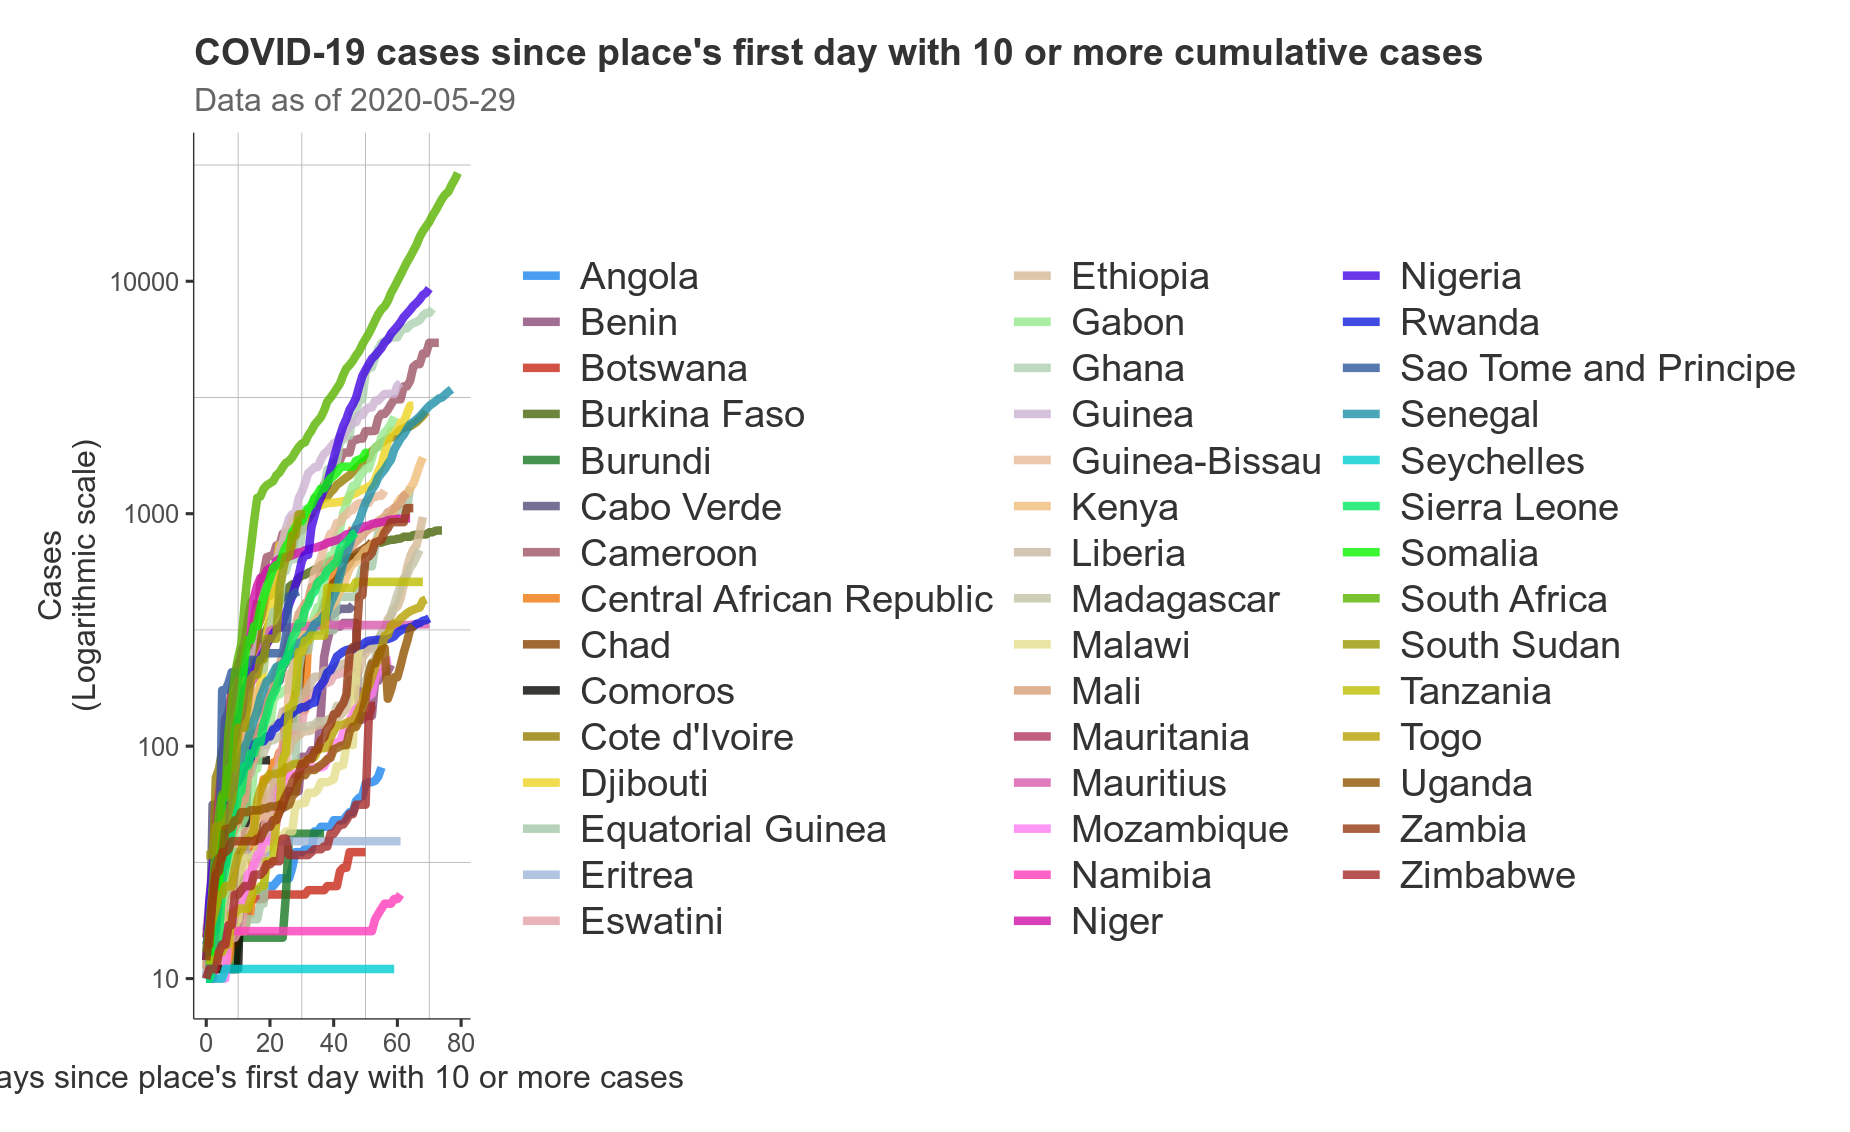 COVID-19 cases since place's first day with 10 or more cumulative cases
Data as of 2020-05-29
Cases
(Logarithmic scale)
10000
1000
100
10
0 20 40 60 80
ays since place's first day with 10 or more cases
Angola
Benin
Botswana
Burkina Faso
Burundi
Cabo Verde
Cameroon
Central African Republic
Chad
Comoros
Cote d'Ivoire
Djibouti
Equatorial Guinea
Eritrea
Eswatini
Ethiopia
Gabon
Ghana
Guinea
Guinea-Bissau
Kenya
Liberia
Madagascar
Malawi
Mali
Mauritania
Mauritius
Mozambique
Namibia
Niger
Nigeria
Rwanda
Sao Tome and Principe
Senegal
Seychelles
Sierra Leone
Somalia
South Africa
South Sudan
Tanzania
Togo
Uganda
Zambia
Zimbabwe